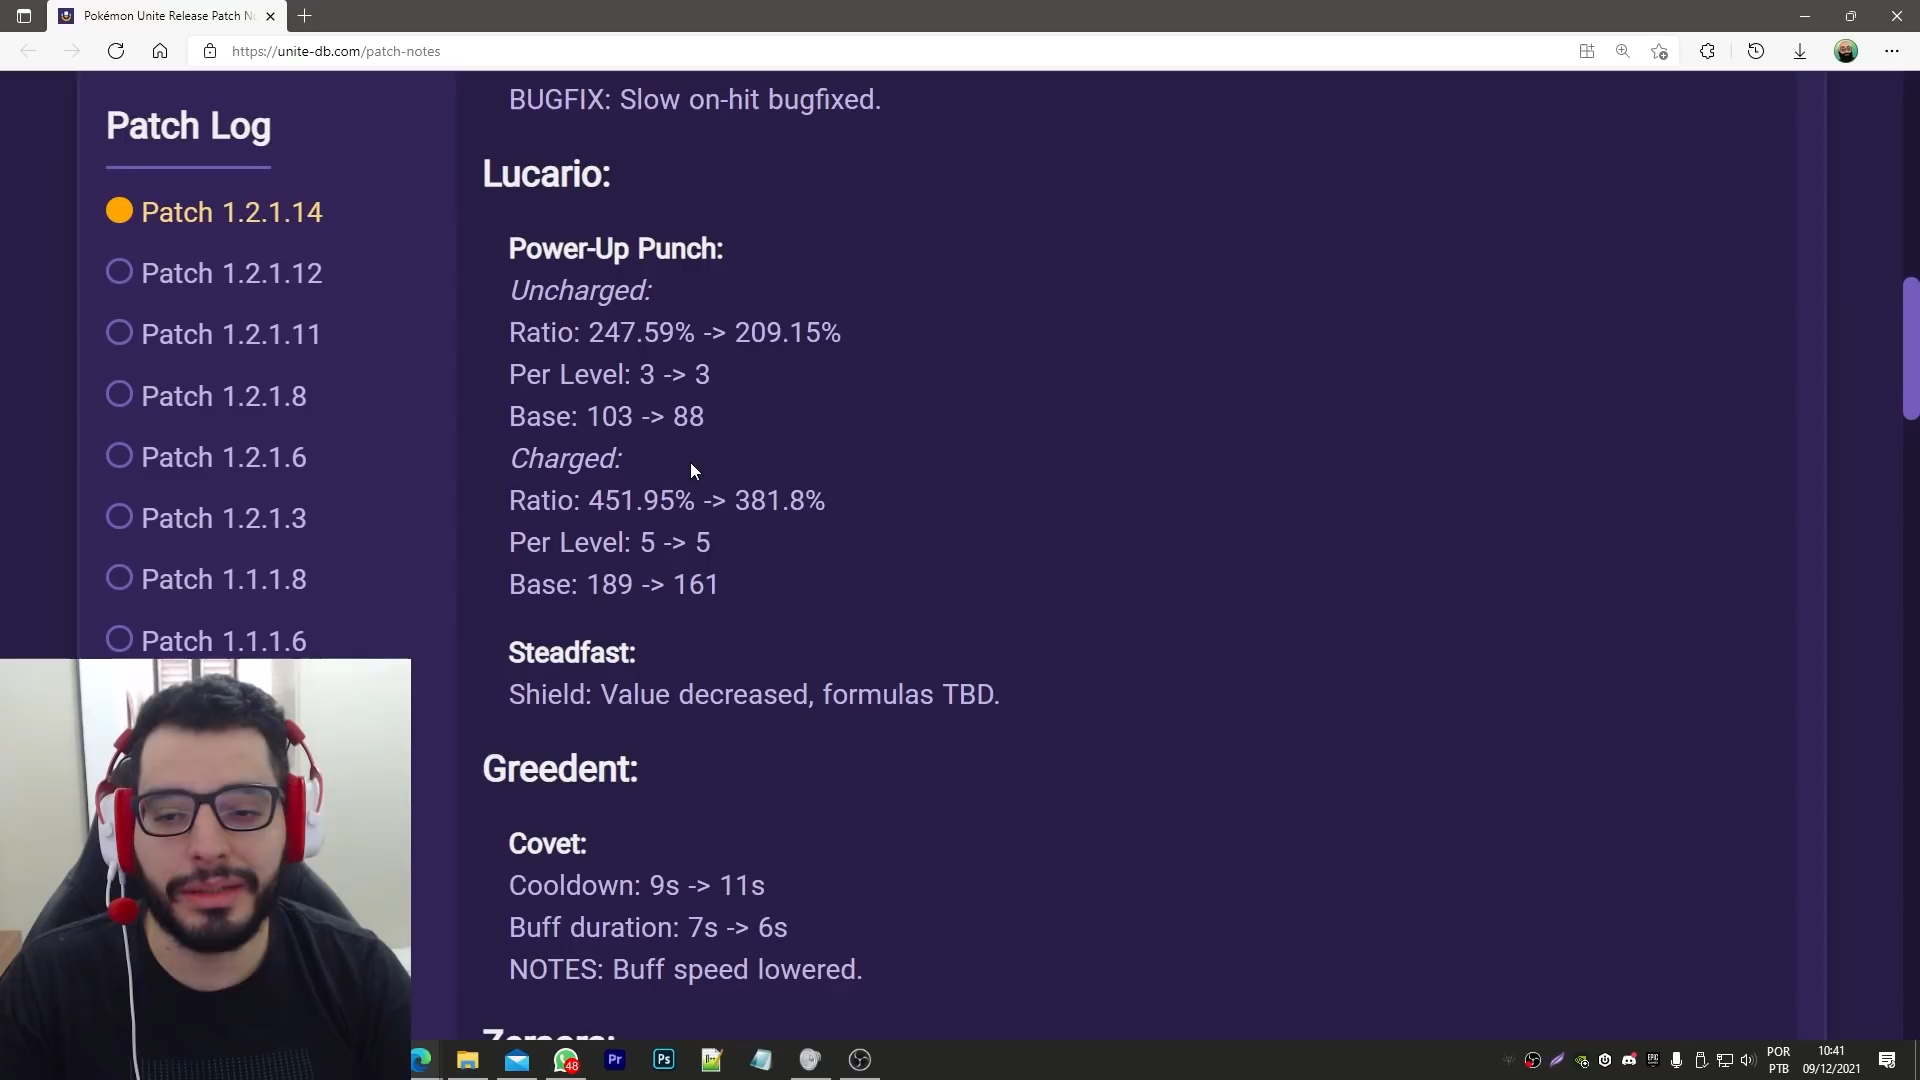 Pokémon Unite Release Patch N
https://unite-db.com/patch-notes
Patch Log
Patch 1.2.1.14
Patch 1.2.1.12
Patch 1.2.1.11
Patch 1.2.1.8
Patch 1.2.1.6
Patch 1.2.1.3
Patch 1.1.1.8
Patch 1.1.1.6
BUGFIX: Slow on-hit bugfixed.
Lucario:
Power-Up Punch:
Uncharged:
Ratio: 247.59% -> 209.15%
Per Level: 3 -> 3
Base: 103 -> 88
Charged:
Ratio: 451.95% -> 381.8%
Per Level: 5 -> 5
Base: 189 -> 161
Steadfast:
Shield: Value decreased, formulas TBD.
Greedent:
Covet:
Cooldown: 9s -> 11s
Buff duration: 7s -> 6s
NOTES: Buff speed lowered.
48
Pr
Ps
EPIC
POR
PTB
10:41
09/12/2021